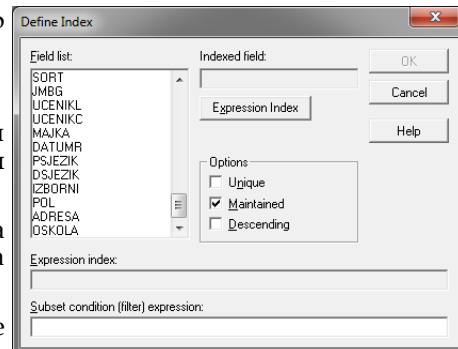 Define Index
Field list:
SORT
JMBG
UCENIKL
UCENIKC
MAJKA
DATUMR
PSJEZIK
DSJEZIK
IZBORNI
POL
ADRESA
OSKOLA
Indexed field:
Expression Index
Options
Unique
Maintained
Descending
OK
Cancel
Help
Expression index:
Subset condition (filter) expression: